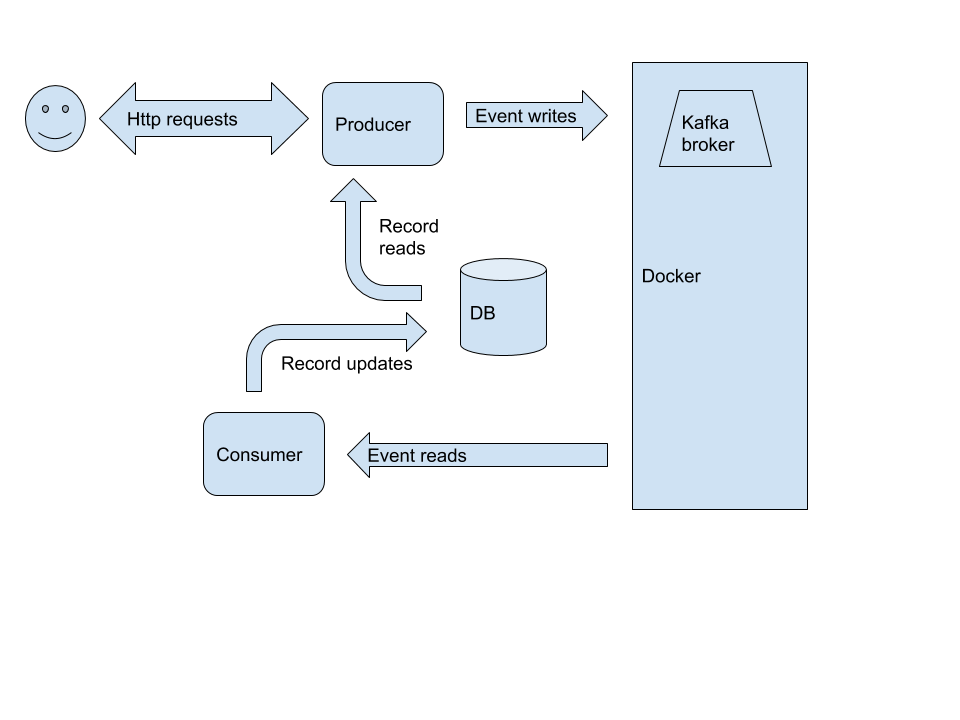 Http requests
Producer
Event writes
Kafka
broker
Record
reads
Docker
DB
Record updates
Consumer
Event reads